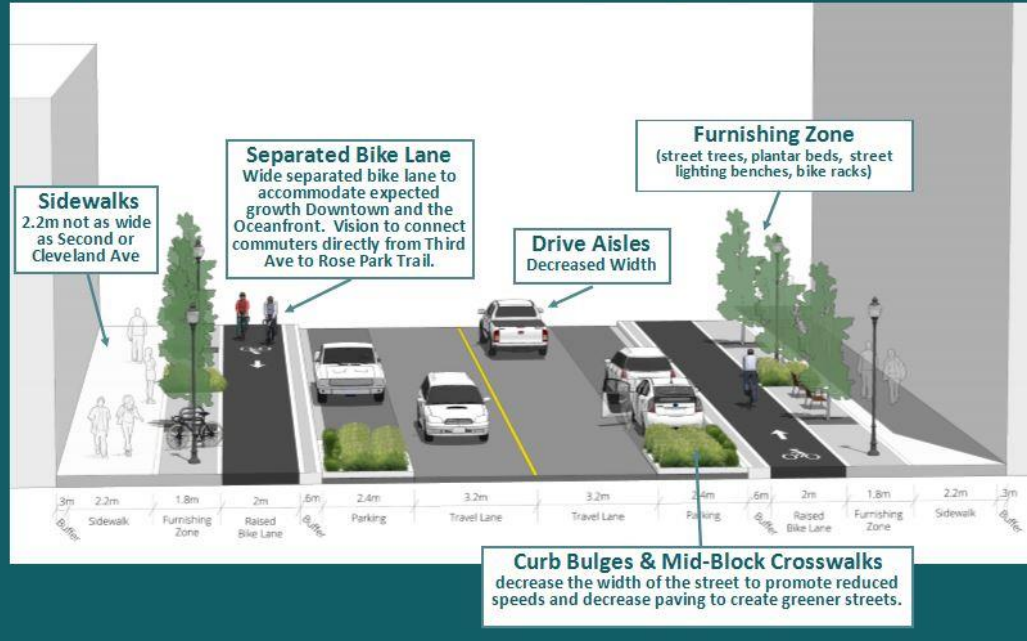 Furnishing Zone
(street trees, plantar beds, street
lighting benches, bike racks)
Separated Bike Lane
Wide separated bike lane to
accommodate expected
growth Downtown and the
Oceanfront. Vision to connect
commuters directly from Third
Ave to Rose Park Trail.
Sidewalks
2.2m not as wide
as Second or
Cleveland Ave
Drive Aisles
Decreased Width
.3m 2.2m 1.8m 2m .6m 2.4m 3.2m 3.2m 2.4m .6m 2m 1.8m 2.2m .3m
Buffer Sidewalk Furnishing Zone Raised Bike Lane Buffer Parking Travel Lane Travel Lane Parking Buffer Raised Bike Lane Furnishing Zone Sidewalk Buffer
Curb Bulges & Mid-Block Crosswalks
decrease the width of the street to promote reduced
speeds and decrease paving to create greener streets.